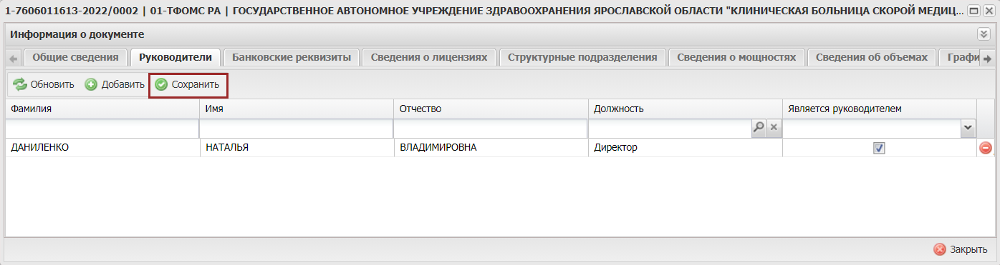 1-7606011613-2022/0002 | 01-ТФОМС РА | ГОСУДАРСТВЕННОЕ АВТОНОМНОЕ УЧРЕЖДЕНИЕ ЗДРАВООХРАНЕНИЯ ЯРОСЛАВСКОЙ ОБЛАСТИ "КЛИНИЧЕСКАЯ БОЛЬНИЦА СКОРОЙ МЕДИЦ...
Информация о документе
Общие сведения Руководители Банковские реквизиты Сведения о лицензиях Структурные подразделения Сведения о мощностях Сведения об объемах Графи
Обновить Добавить Сохранить
Фамилия Имя Отчество Должность Является руководителем
ДАНИЛЕНКО НАТАЛЬЯ ВЛАДИМИРОВНА Директор
Закрыть